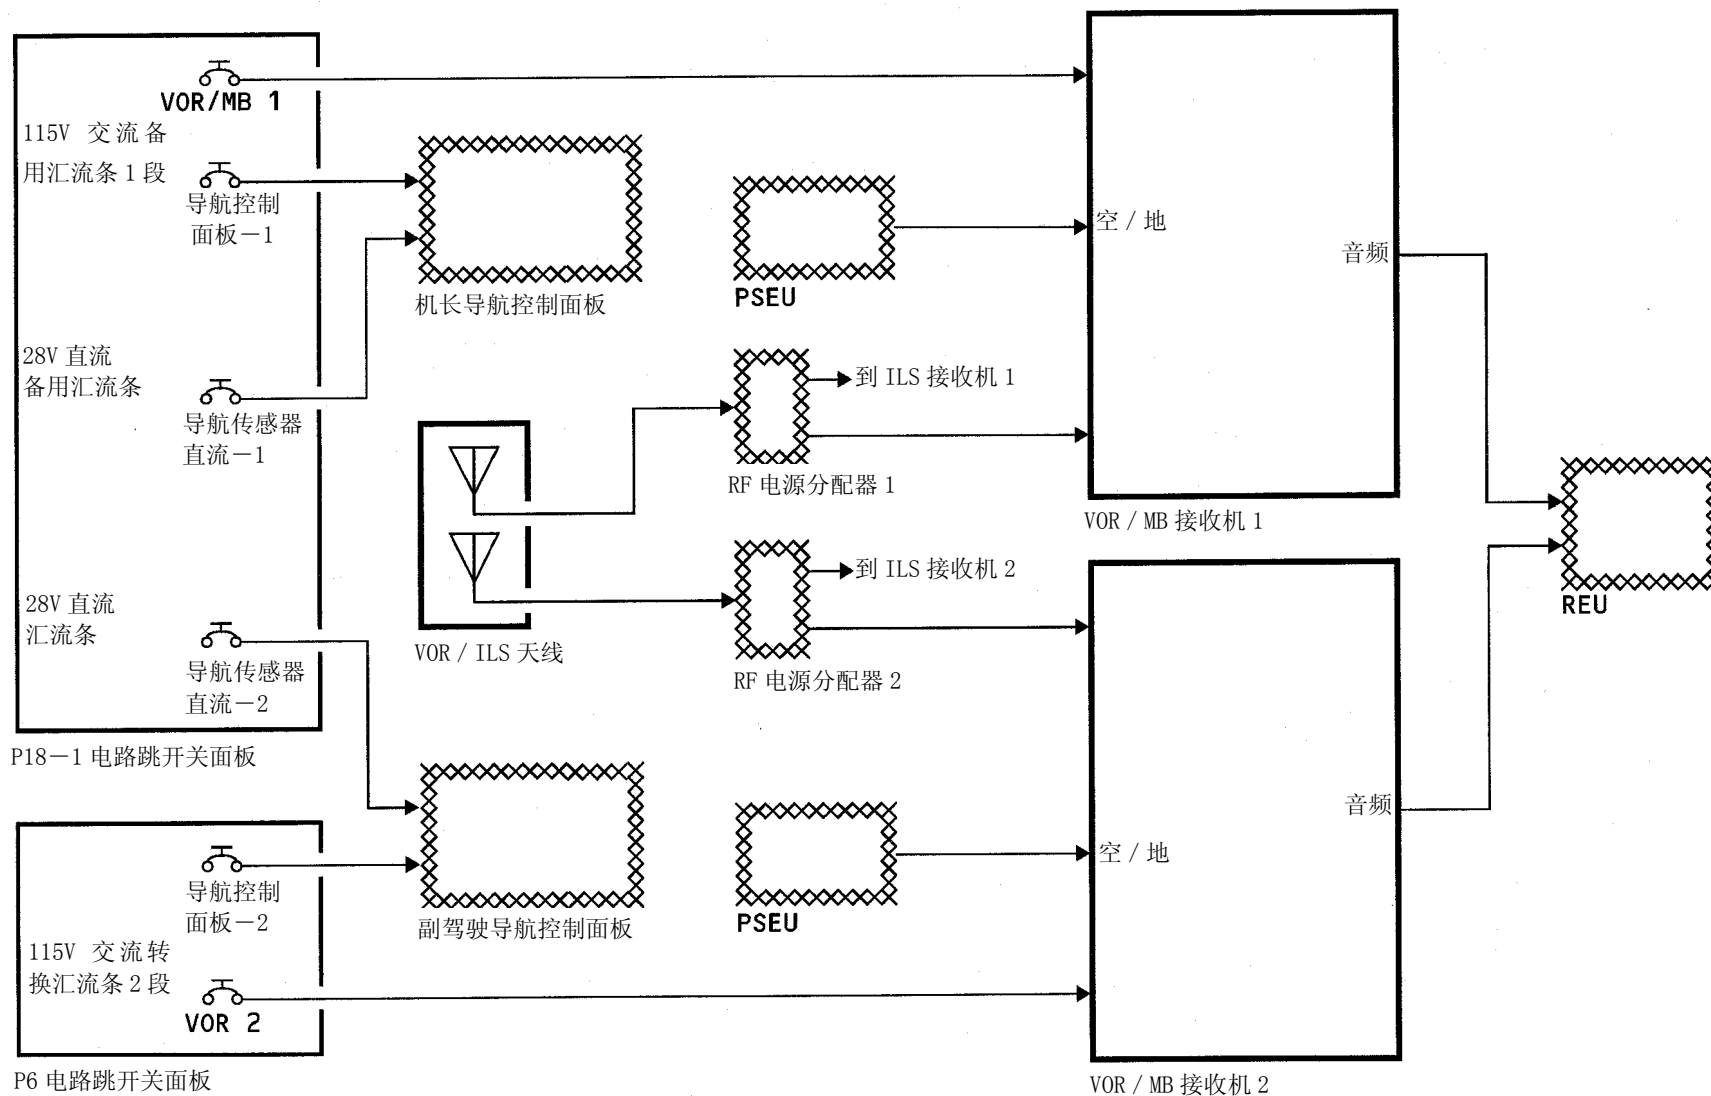 VOR/MB 1
115V 交流备
用汇流条 1 段
导航控制
面板－1
28V 直流
备用汇流条
导航传感器
直流－1
28V 直流
汇流条
导航传感器
直流－2
P18－1 电路跳开关面板
导航控制
面板－2
115V 交流转
换汇流条 2 段
VOR 2
P6 电路跳开关面板
机长导航控制面板
VOR / ILS 天线
副驾驶导航控制面板
PSEU
到 ILS 接收机 1
RF 电源分配器 1
到 ILS 接收机 2
RF 电源分配器 2
PSEU
空 / 地
音频
VOR / MB 接收机 1
空 / 地
音频
VOR / MB 接收机 2
REU